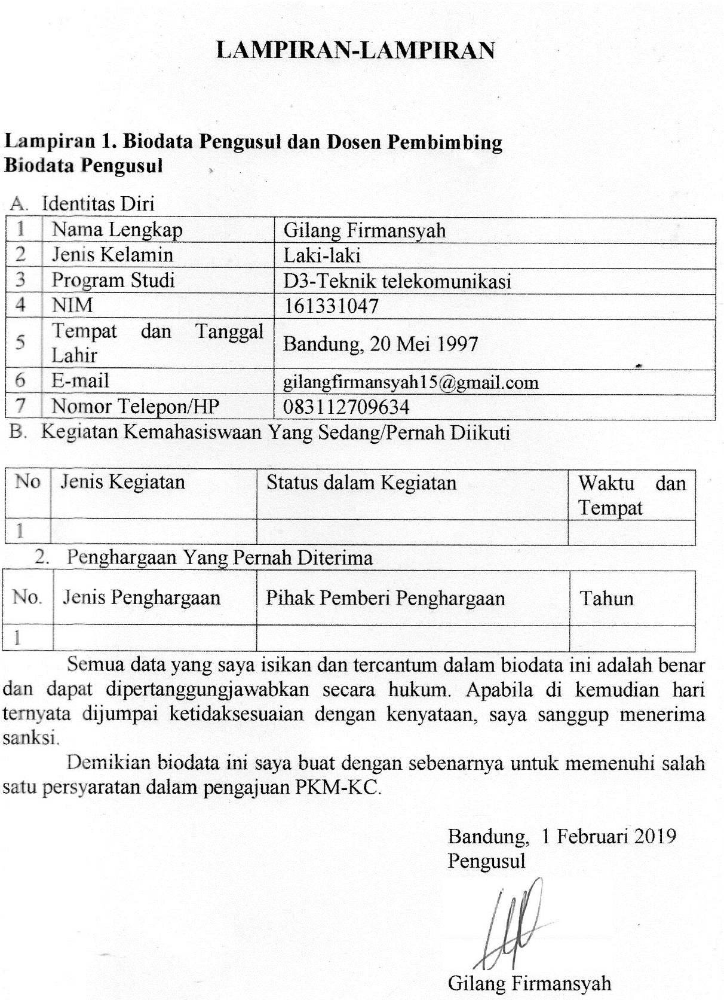 LAMPIRAN-LAMPIRAN
Lampiran 1. Biodata Pengusul dan Dosen Pembimbing
Biodata Pengusul
A. Identitas Diri
1 Nama Lengkap Gilang Firmansyah
2 Jenis Kelamin Laki-laki
3 Program Studi D3-Teknik telekomunikasi
4 NIM 161331047
5 Tempat dan Tanggal
Lahir Bandung, 20 Mei 1997
6 E-mail gilangfirmansyah15@gmail.com
7 Nomor Telepon/HP 083112709634
B. Kegiatan Kemahasiswaan Yang Sedang/Pernah Diikuti
No Jenis Kegiatan Status dalam Kegiatan Waktu dan
Tempat
1
2. Penghargaan Yang Pernah Diterima
No. Jenis Penghargaan Pihak Pemberi Penghargaan Tahun
1
Semua data yang saya isikan dan tercantum dalam biodata ini adalah benar
dan dapat dipertanggungjawabkan secara hukum. Apabila di kemudian hari
ternyata dijumpai ketidaksesuaian dengan kenyataan, saya sanggup menerima
sanksi.
Demikian biodata ini saya buat dengan sebenarnya untuk memenuhi salah
satu persyaratan dalam pengajuan PKM-KC.
Bandung, 1 Februari 2019
Pengusul
Gilang Firmansyah